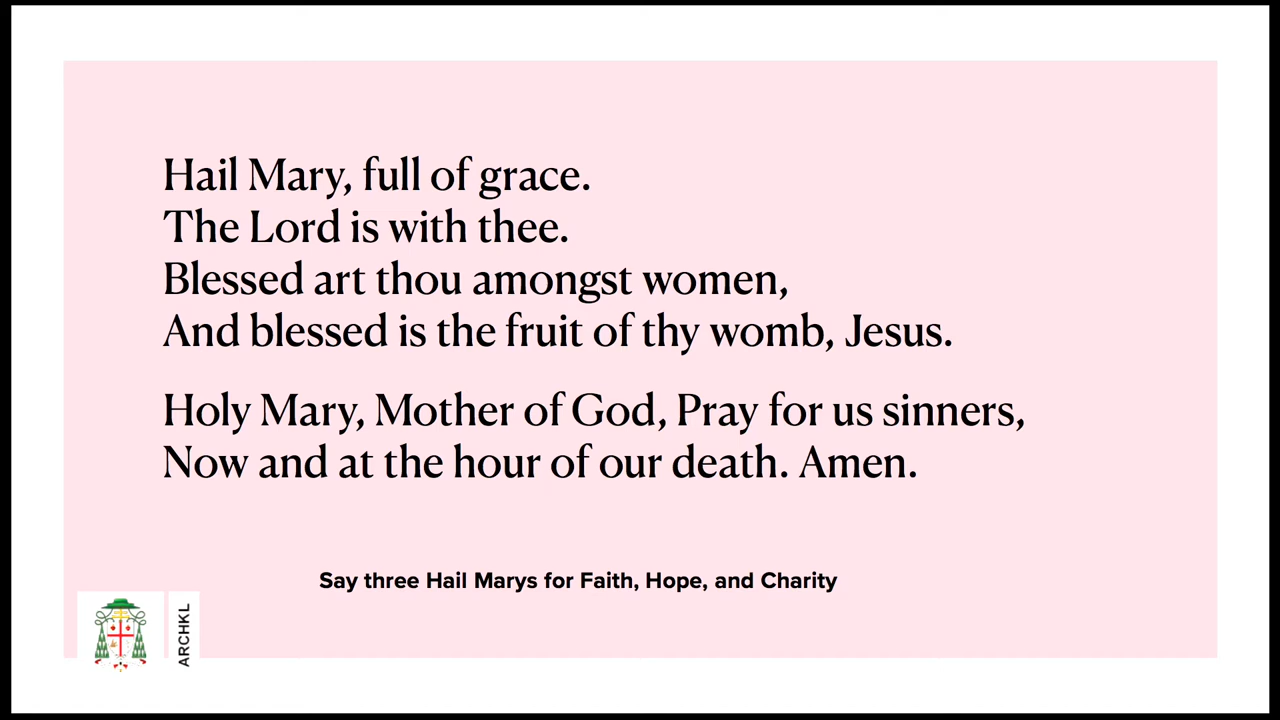 Hail Mary, full of grace.
The Lord is with thee.
Blessed art thou amongst women,
And blessed is the fruit of thy womb, Jesus.
Holy Mary, Mother of God, Pray for us sinners,
Now and at the hour of our death. Amen.
Say three Hail Marys for Faith, Hope, and Charity
ARCHKL